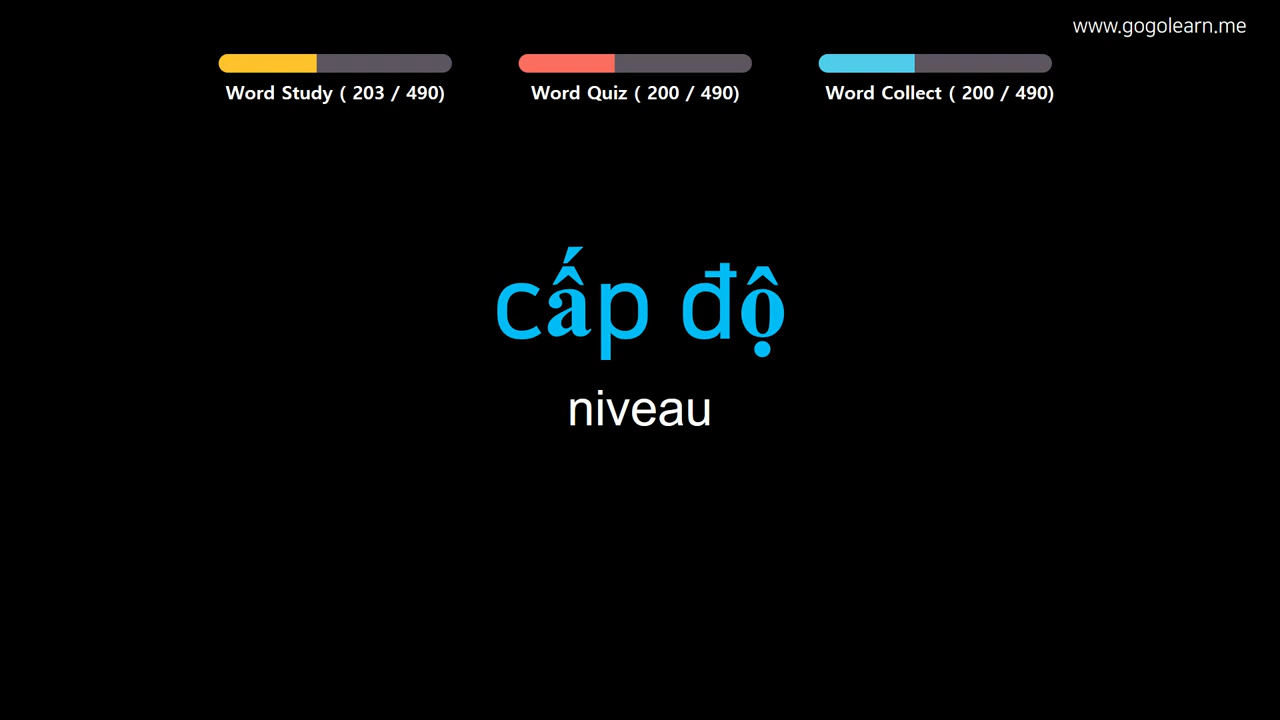 www.gogolearn.me
Word Study ( 203 / 490)
Word Quiz ( 200 / 490)
Word Collect ( 200 / 490)
cấp độ
niveau